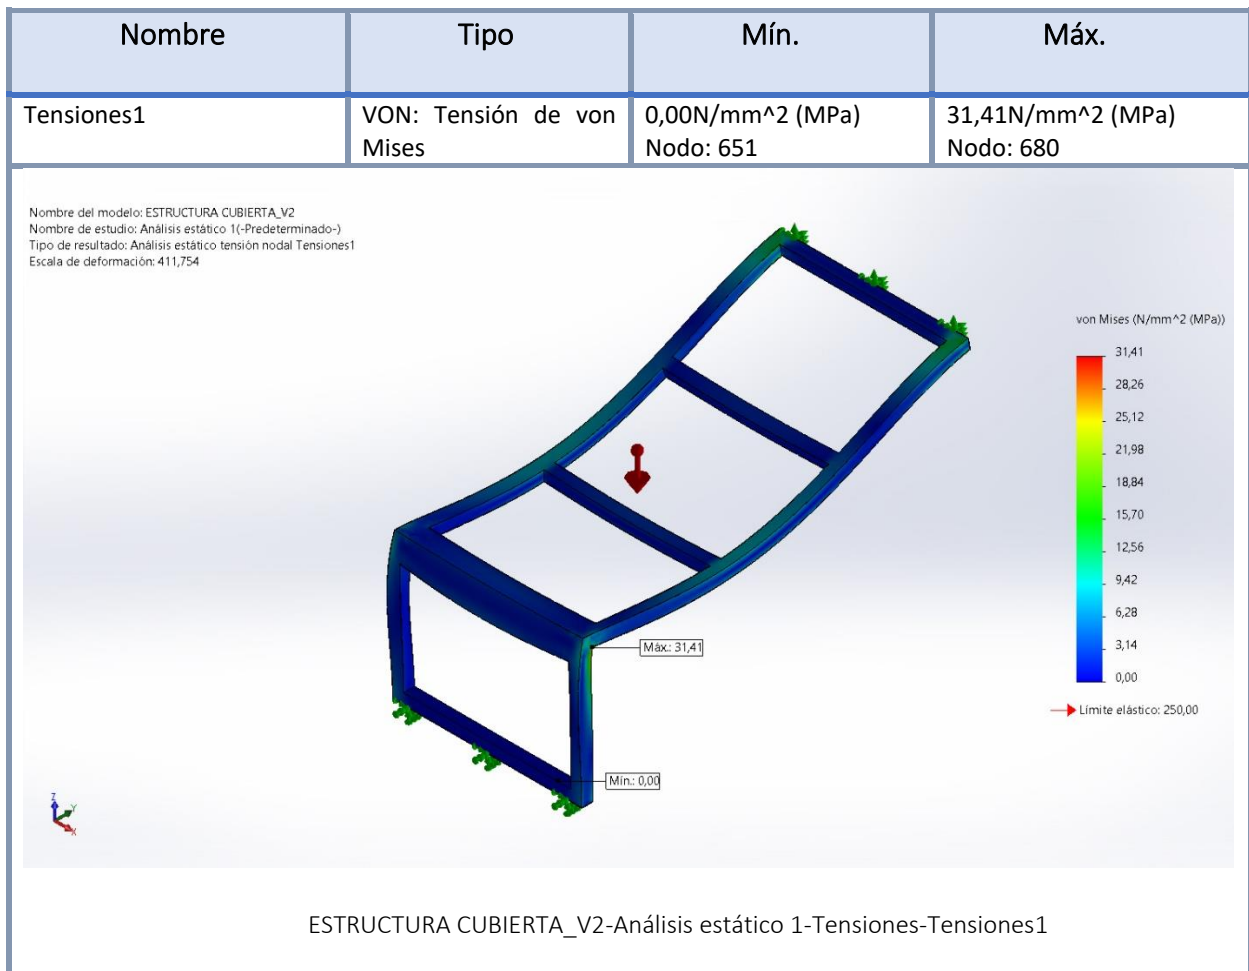 Nombre Tipo Mín. Máx.
Tensiones1 VON: Tensión de von 0,00N/mm^2 (MPa) 31,41N/mm^2 (MPa)
Mises Nodo: 651 Nodo: 680
Nombre del modelo: ESTRUCTURA CUBIERTA_V2
Nombre de estudio: Análisis estático 1(-Predeterminado-)
Tipo de resultado: Análisis estático tensión nodal Tensiones1
Escala de deformación: 411,754
von Mises (N/mm^2 (MPa))
31,41
28,26
25,12
21,98
18,84
15,70
12,56
9,42
6,28
3,14
0,00
Límite elástico: 250,00
Máx.: 31,41
Mín.: 0,00
Z
Y
X
ESTRUCTURA CUBIERTA_V2-Análisis estático 1-Tensiones-Tensiones1